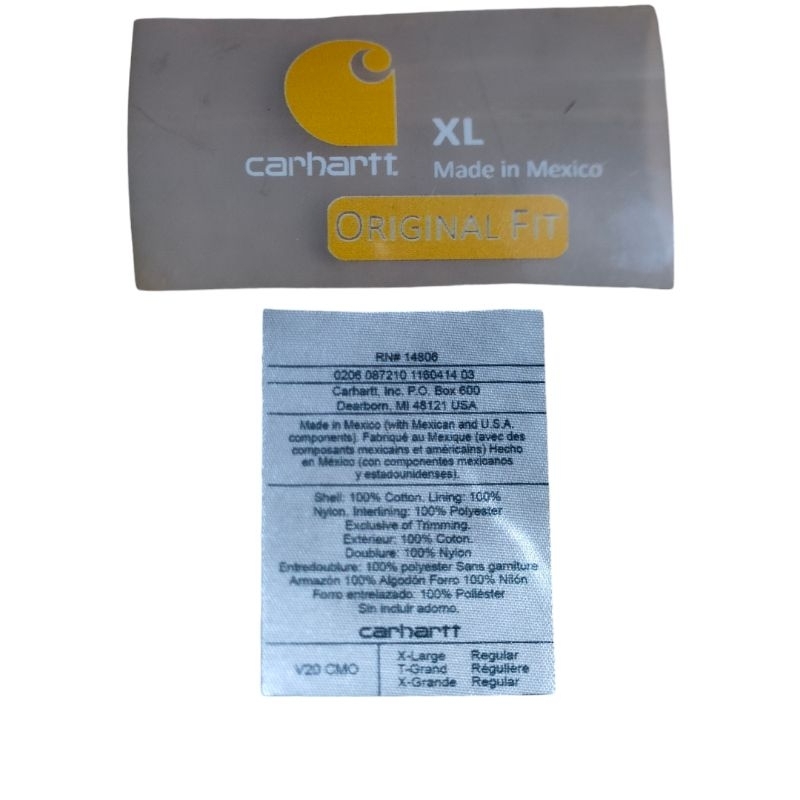 carhartt
XL
Made in Mexico
ORIGINAL FIT
RN# 14806
0206 087210 1160414 03
Carhartt, Inc. P.O. Box 600
Dearborn, MI 48121 USA
Made in Mexico (with Mexican and U.S.A.
components). Fabriqué au Mexique (avec des
composants mexicains et américains) Hecho
en México (con componentes mexicanos
y estadounidenses).
Shell: 100% Cotton. Lining: 100%
Nylon. Interlining: 100% Polyester
Exclusive of Trimming.
Extérieur: 100% Coton.
Doublure: 100% Nylon
Entredoublure: 100% polyester Sans garniture
Armazón 100% Algodón Forro 100% Nilón
Forro entrelazado: 100% Poliéster
Sin incluir adorno.
carhartt
V20 CMO
X-Large Regular
T-Grand Régulière
X-Grande Regular